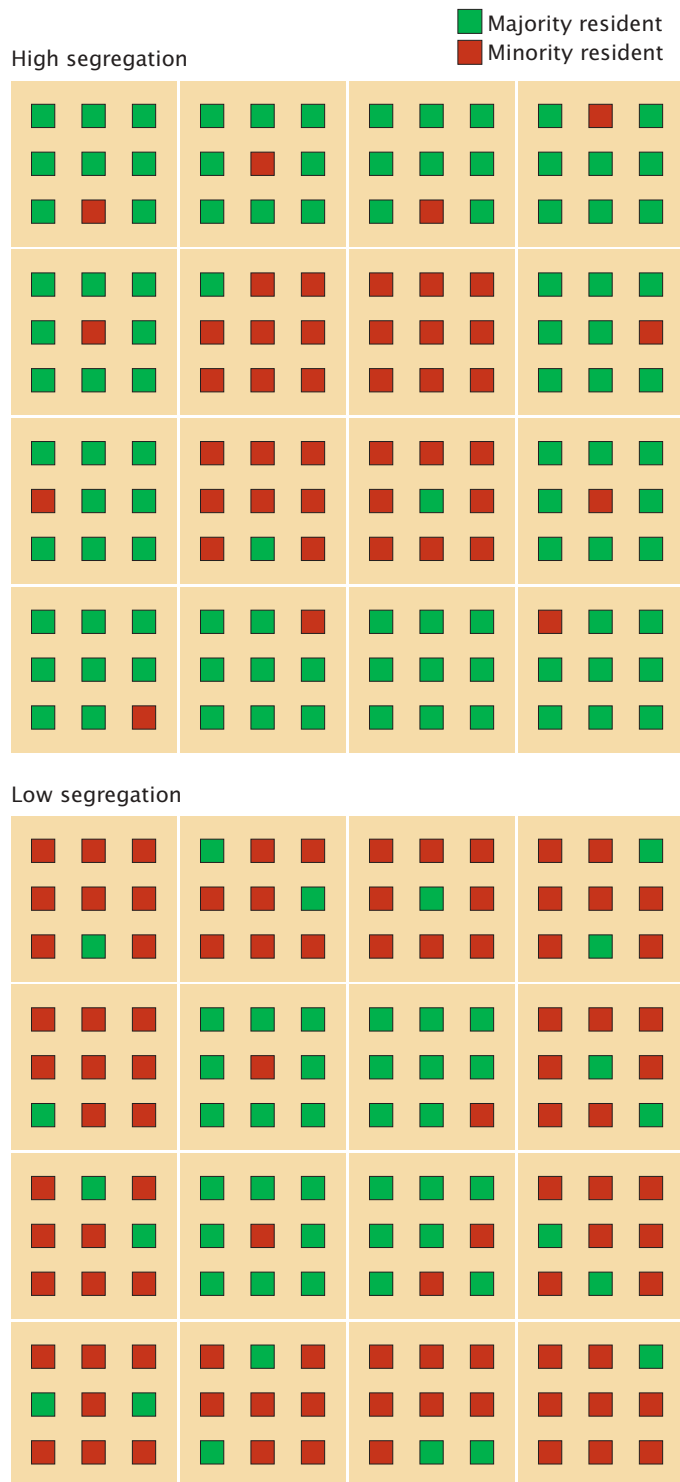 Majority resident
Minority resident
High segregation
Low segregation